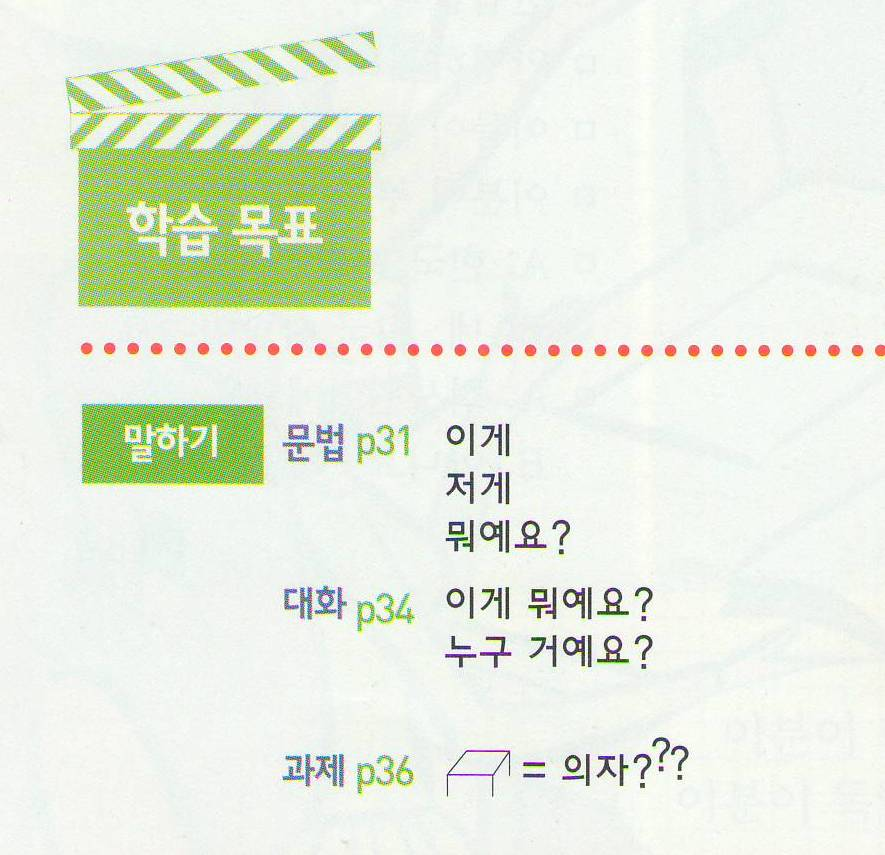 학습 목표
말하기 문법 p31 이게
저게
뭐예요?
대화 p34 이게 뭐예요?
누구 거예요?
과제 p36 = 의자???